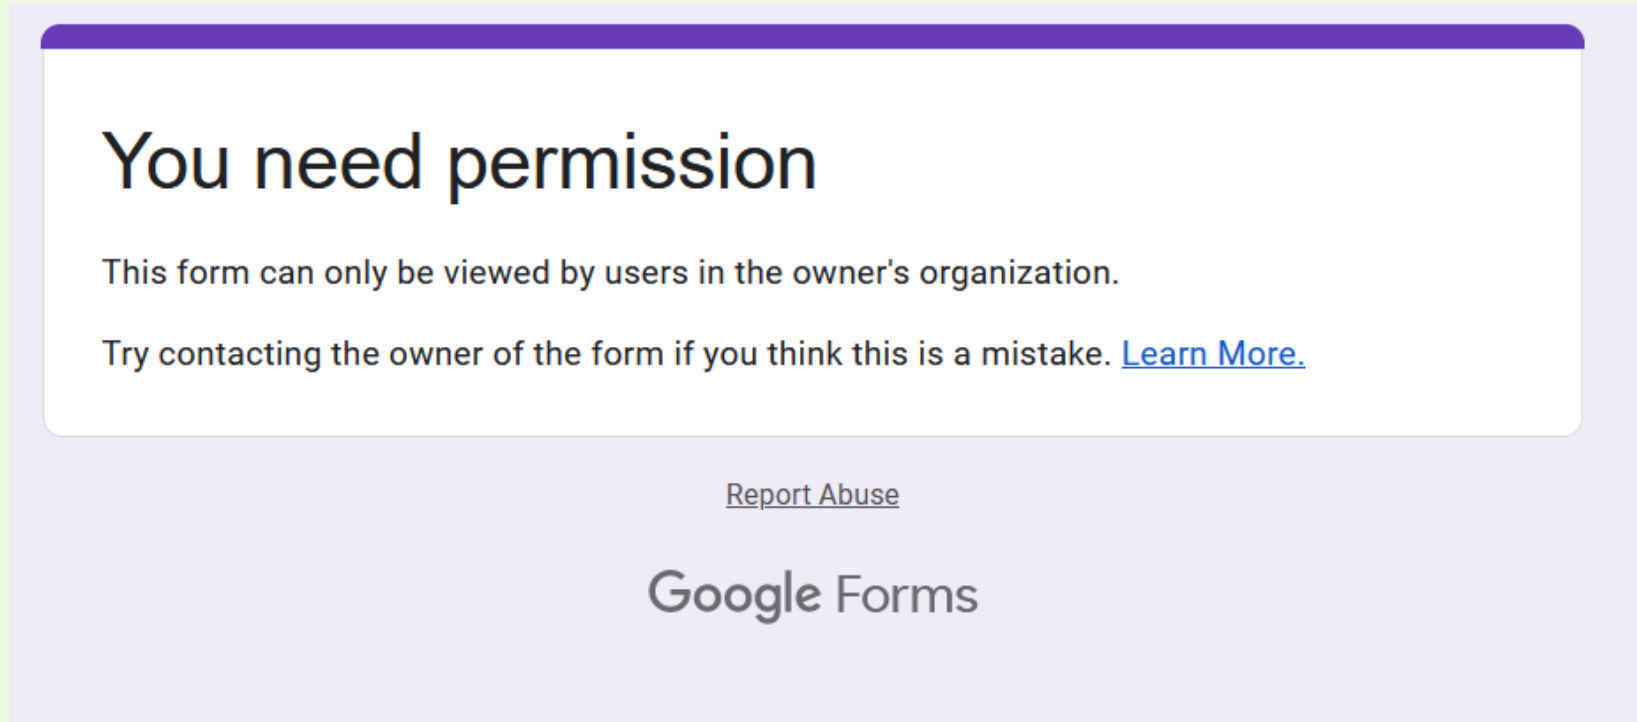 You need permission
This form can only be viewed by users in the owner's organization.
Try contacting the owner of the form if you think this is a mistake. Learn More.
Report Abuse
Google Forms